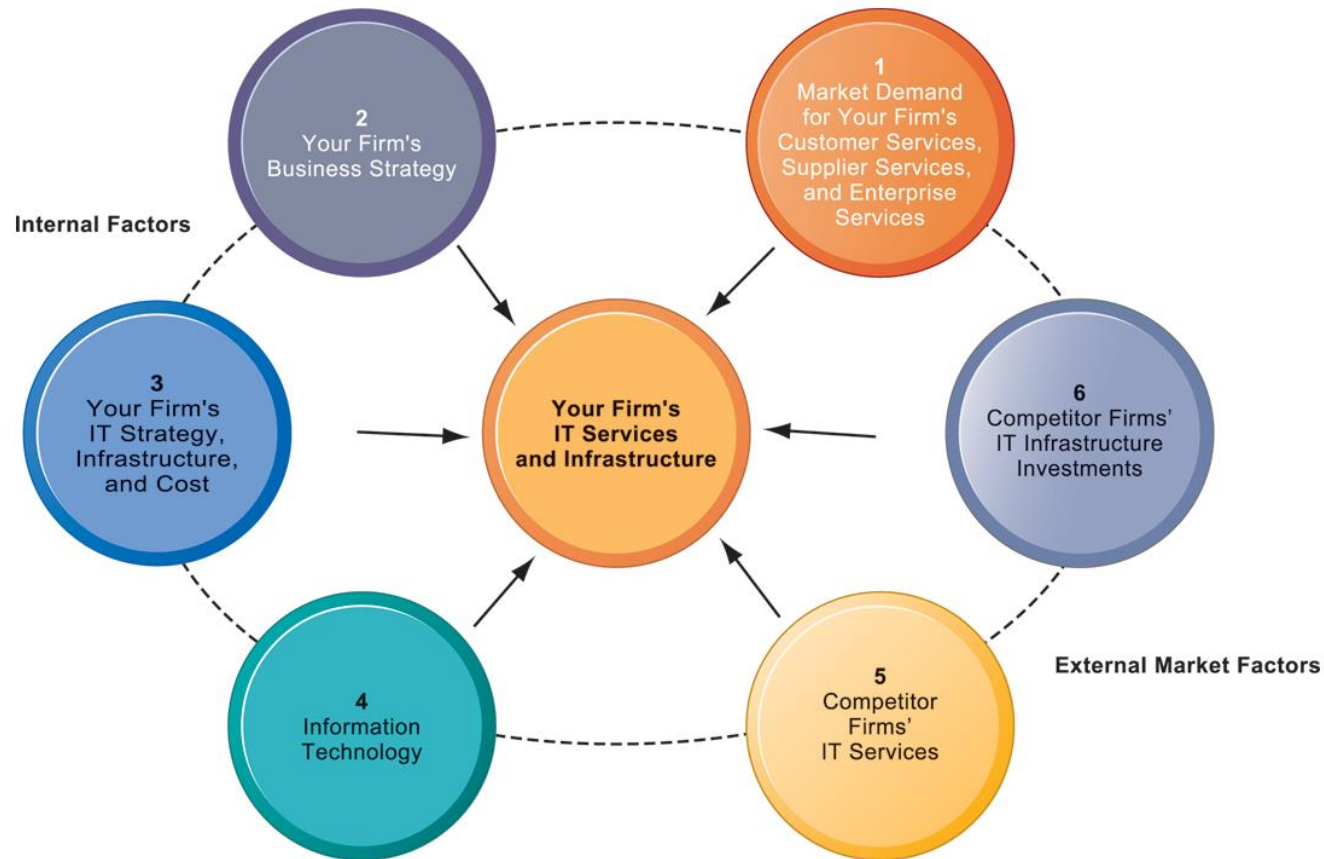 1
Market Demand
for Your Firm's
Customer Services,
Supplier Services,
and Enterprise
Services
2
Your Firm's
Business Strategy
Internal Factors
3
Your Firm's
IT Strategy,
Infrastructure,
and Cost
Your Firm's
IT Services
and Infrastructure
6
Competitor Firms’
IT Infrastructure
Investments
4
Information
Technology
5
Competitor
Firms’
IT Services
External Market Factors